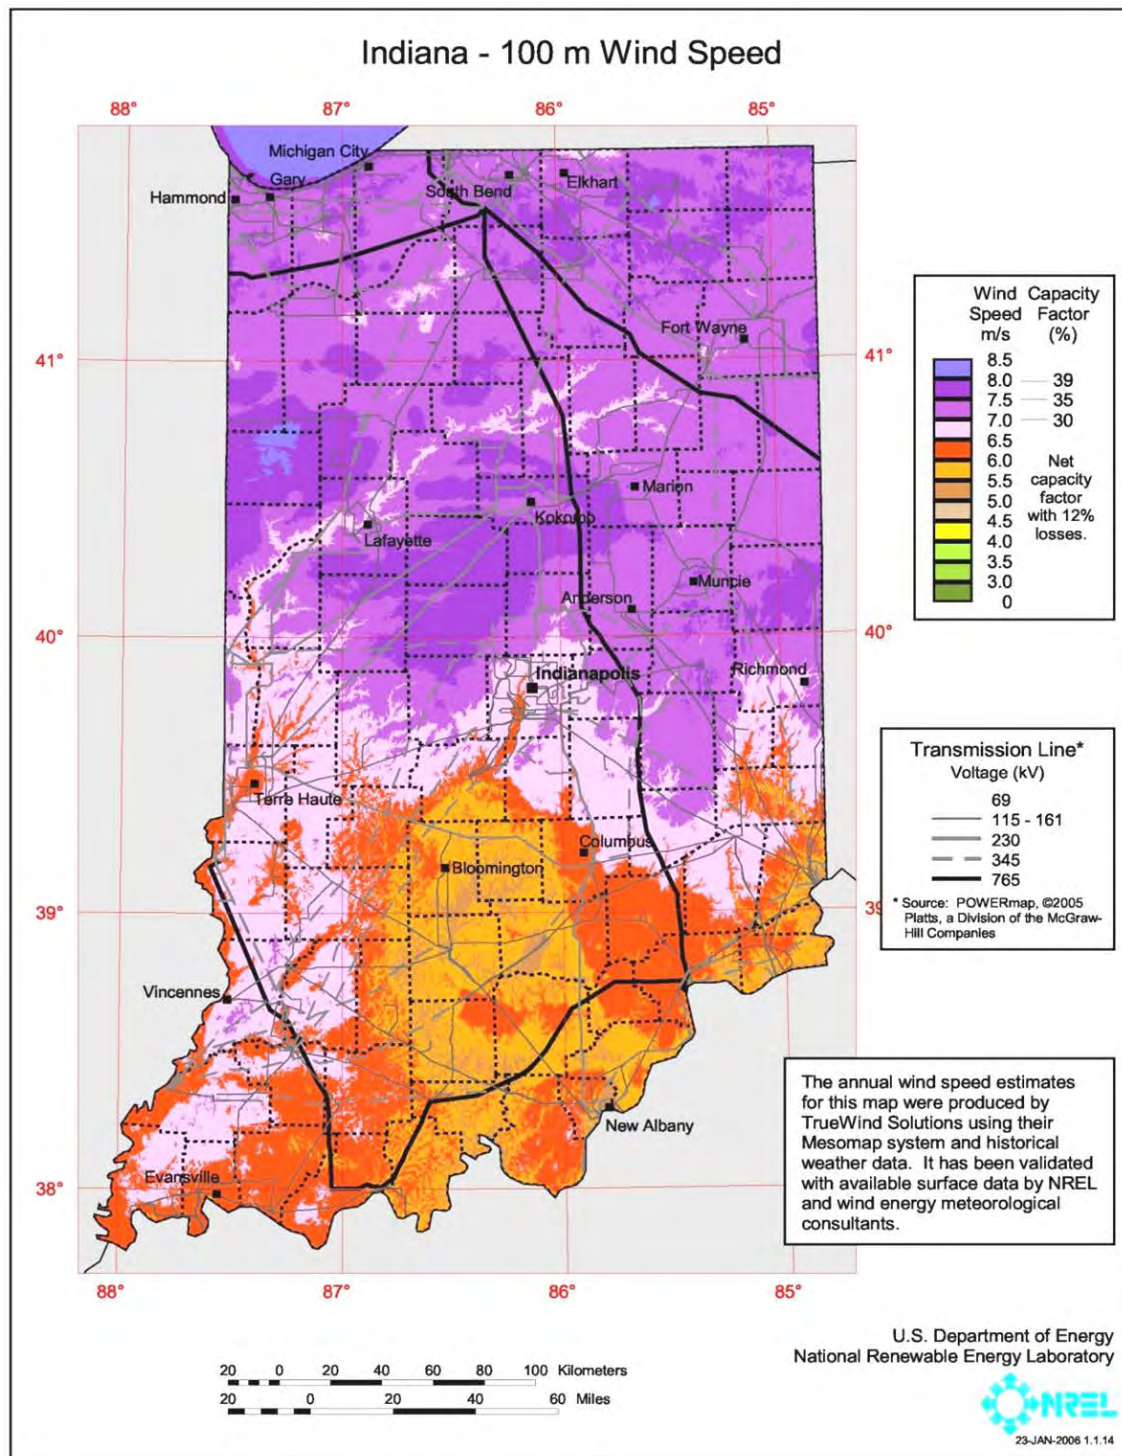 Indiana - 100 m Wind Speed
88° 87° 86° 85°
Michigan City
Gary
Hammond
South Bend
Elkhart
Fort Wayne
41° 41°
Marion
Kokomo
Lafayette
Muncie
Anderson
40° 40°
Richmond
Indianapolis
Terre Haute
Columbus
Bloomington
39° 39
Vincennes
New Albany
Evansville
38° 38°
88° 87° 86° 85°
Wind Capacity
Speed Factor
m/s (%)
8.5
8.0 39
7.5 35
7.0 30
6.5
6.0
5.5
5.0
4.5
4.0
3.5
3.0
0
Net
capacity
factor
with 12%
losses.
Transmission Line*
Voltage (kV)
69
115 - 161
230
345
765
* Source: POWERmap, ©2005
Platts, a Division of the McGraw-
Hill Companies
The annual wind speed estimates
for this map were produced by
TrueWind Solutions using their
Mesomap system and historical
weather data. It has been validated
with available surface data by NREL
and wind energy meteorological
consultants.
20 0 20 40 60 80 100 Kilometers
20 0 20 40 60 Miles
U.S. Department of Energy
National Renewable Energy Laboratory
NREL
23-JAN-2006 1.1.14